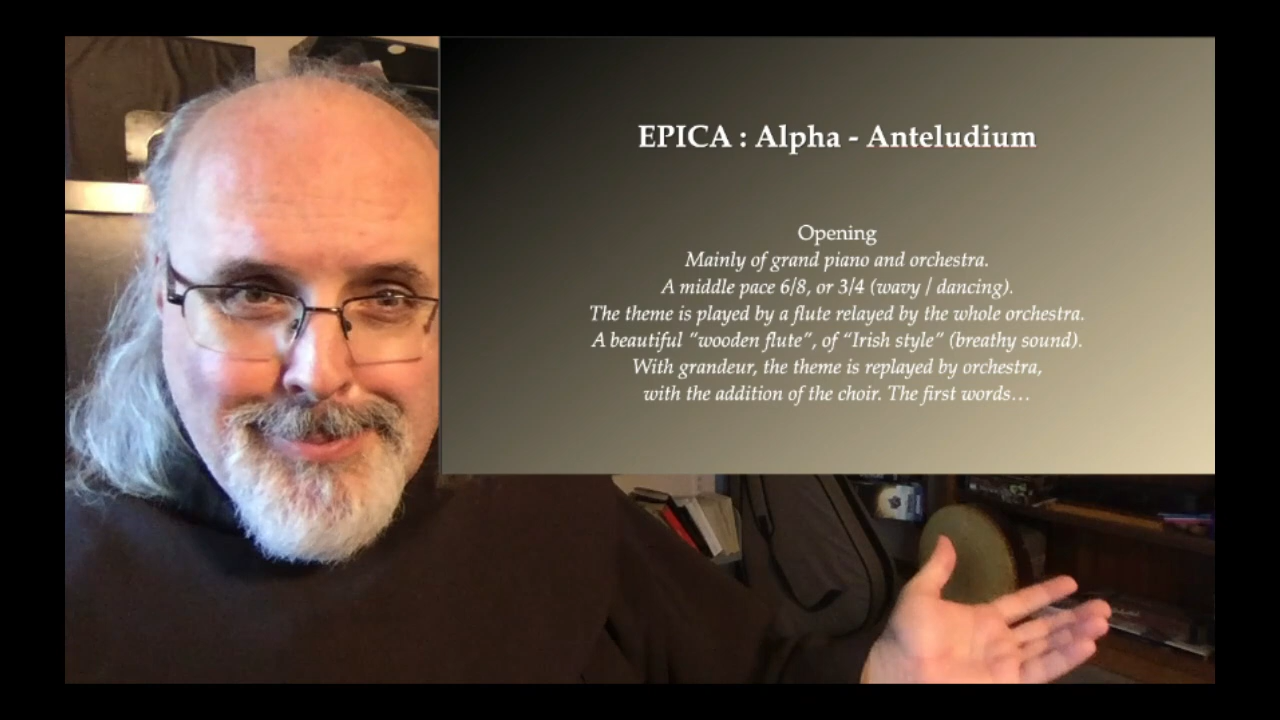 EPICA : Alpha - Anteludium
Opening
Mainly of grand piano and orchestra.
A middle pace 6/8, or 3/4 (wavy / dancing).
The theme is played by a flute relayed by the whole orchestra.
A beautiful “wooden flute”, of “Irish style” (breathy sound).
With grandeur, the theme is replayed by orchestra,
with the addition of the choir. The first words…